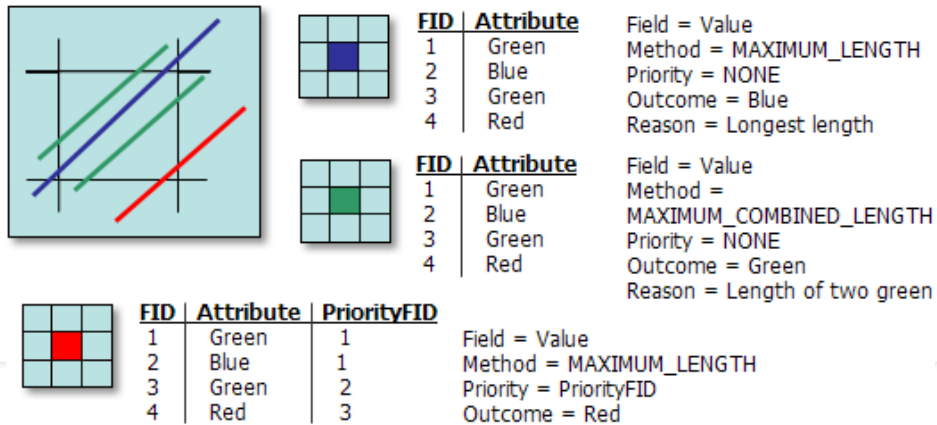 FID Attribute
1 Green
2 Blue
3 Green
4 Red
Field = Value
Method = MAXIMUM_LENGTH
Priority = NONE
Outcome = Blue
Reason = Longest length
FID Attribute
1 Green
2 Blue
3 Green
4 Red
Field = Value
Method =
MAXIMUM_COMBINED_LENGTH
Priority = NONE
Outcome = Green
Reason = Length of two green
FID Attribute PriorityFID
1 Green 1
2 Blue 1
3 Green 2
4 Red 3
Field = Value
Method = MAXIMUM_LENGTH
Priority = PriorityFID
Outcome = Red